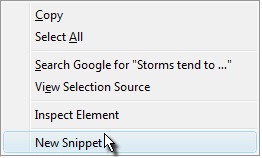 Copy
Select All
Search Google for "Storms tend to ..."
View Selection Source
Inspect Element
New Snippet